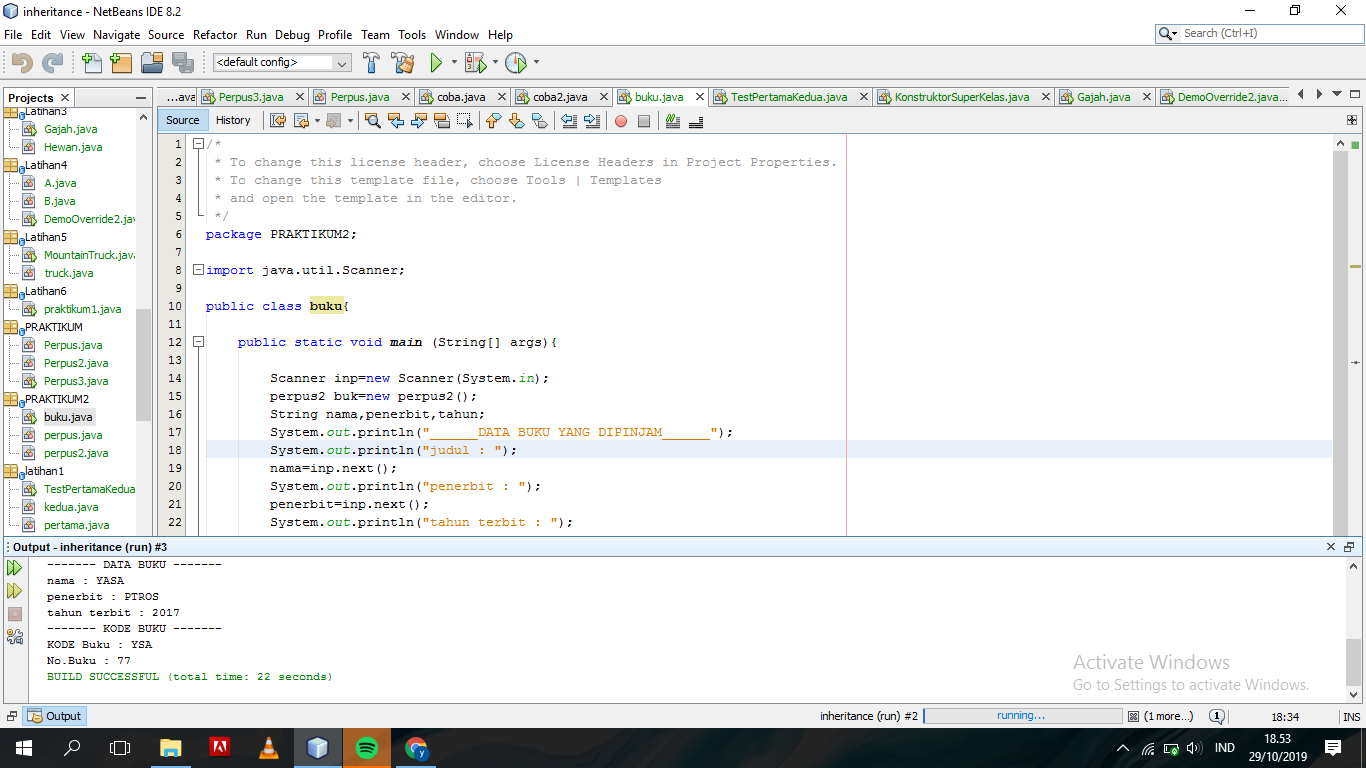 inheritance - NetBeans IDE 8.2
File Edit View Navigate Source Refactor Run Debug Profile Team Tools Window Help
Search (Ctrl+I)
<default config>
Projects
...ava Perpus3.java Perpus.java coba.java coba2.java buku.java TestPertamaKedua.java KonstruktorSuperKelas.java Gajah.java DemoOverride2.java...
Source History
Latihan3
Gajah.java
Hewan.java
Latihan4
A.java
B.java
DemoOverride2.jav
Latihan5
MountainTruck.java
truck.java
Latihan6
praktikum1.java
PRAKTIKUM
Perpus.java
Perpus2.java
Perpus3.java
PRAKTIKUM2
buku.java
perpus.java
perpus2.java
latihan1
TestPertamaKedua
kedua.java
pertama.java
1 /*
2 * To change this license header, choose License Headers in Project Properties.
3 * To change this template file, choose Tools | Templates
4 * and open the template in the editor.
5 */
6 package PRAKTIKUM2;
7
8 import java.util.Scanner;
9
10 public class buku{
11
12 public static void main (String[] args){
13
14 Scanner inp=new Scanner(System.in);
15 perpus2 buk=new perpus2();
16 String nama,penerbit,tahun;
17 System.out.println("______DATA BUKU YANG DIPINJAM______");
18 System.out.println("judul : ");
19 nama=inp.next();
20 System.out.println("penerbit : ");
21 penerbit=inp.next();
22 System.out.println("tahun terbit : ");
Output - inheritance (run) #3
------- DATA BUKU -------
nama : YASA
penerbit : PTROS
tahun terbit : 2017
------- KODE BUKU -------
KODE Buku : YSA
No.Buku : 77
BUILD SUCCESSFUL (total time: 22 seconds)
Activate Windows
Go to Settings to activate Windows.
Output
inheritance (run) #2 running... (1 more...) 1 18:34 INS
IND 18.53
29/10/2019